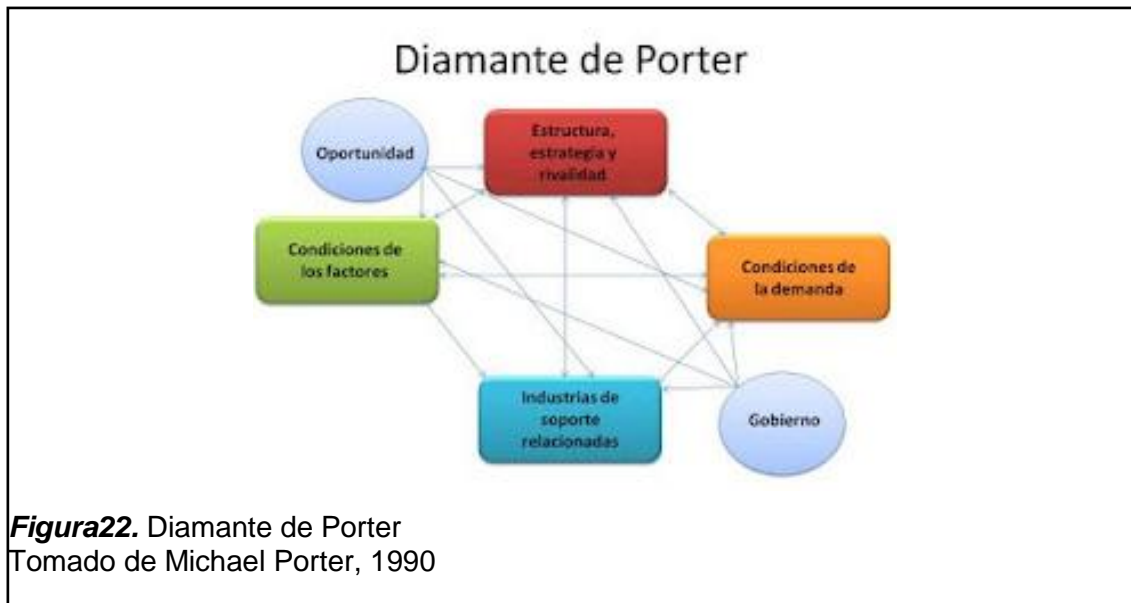 Diamante de Porter
Oportunidad
Estructura,
estrategia y
rivalidad
Condiciones de
los factores
Condiciones de
la demanda
Industrias de
soporte
relacionadas
Gobierno
Figura22. Diamante de Porter
Tomado de Michael Porter, 1990